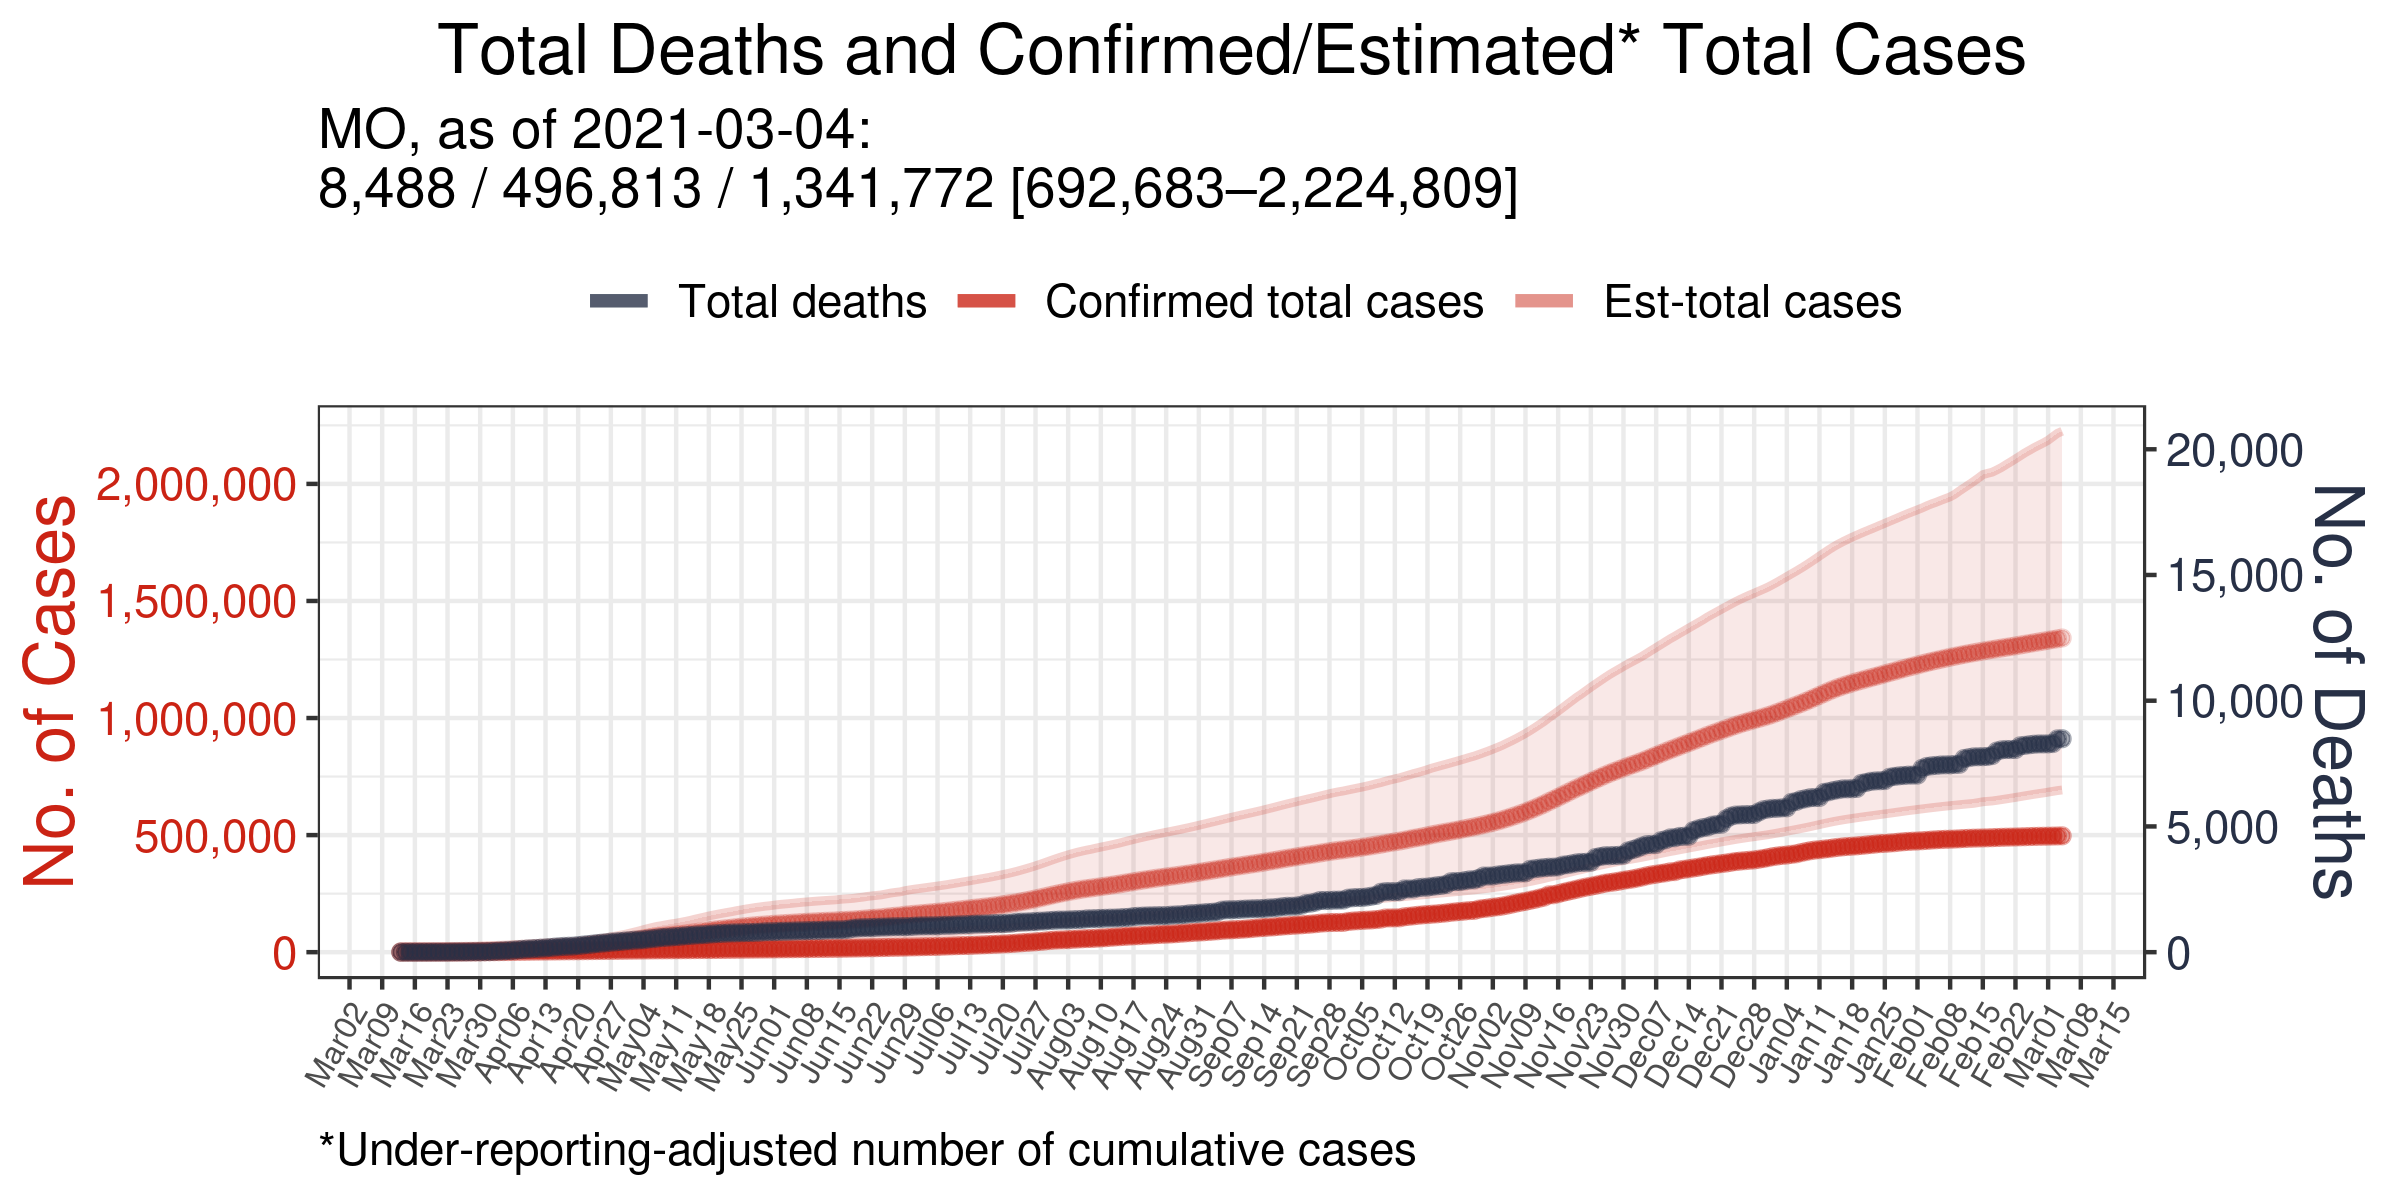 Total Deaths and Confirmed/Estimated* Total Cases
MO, as of 2021-03-04:
8,488 / 496,813 / 1,341,772 [692,683–2,224,809]
Total deaths
Confirmed total cases
Est-total cases
No. of Cases
2,000,000
1,500,000
1,000,000
500,000
0
20,000
15,000
10,000
5,000
0
No. of Deaths
Mar02
Mar09
Mar16
Mar23
Mar30
Apr06
Apr13
Apr20
Apr27
May04
May11
May18
May25
Jun01
Jun08
Jun15
Jun22
Jun29
Jul06
Jul13
Jul20
Jul27
Aug03
Aug10
Aug17
Aug24
Aug31
Sep07
Sep14
Sep21
Sep28
Oct05
Oct12
Oct19
Oct26
Nov02
Nov09
Nov16
Nov23
Nov30
Dec07
Dec14
Dec21
Dec28
Jan04
Jan11
Jan18
Jan25
Feb01
Feb08
Feb15
Feb22
Mar01
Mar08
Mar15
*Under-reporting-adjusted number of cumulative cases